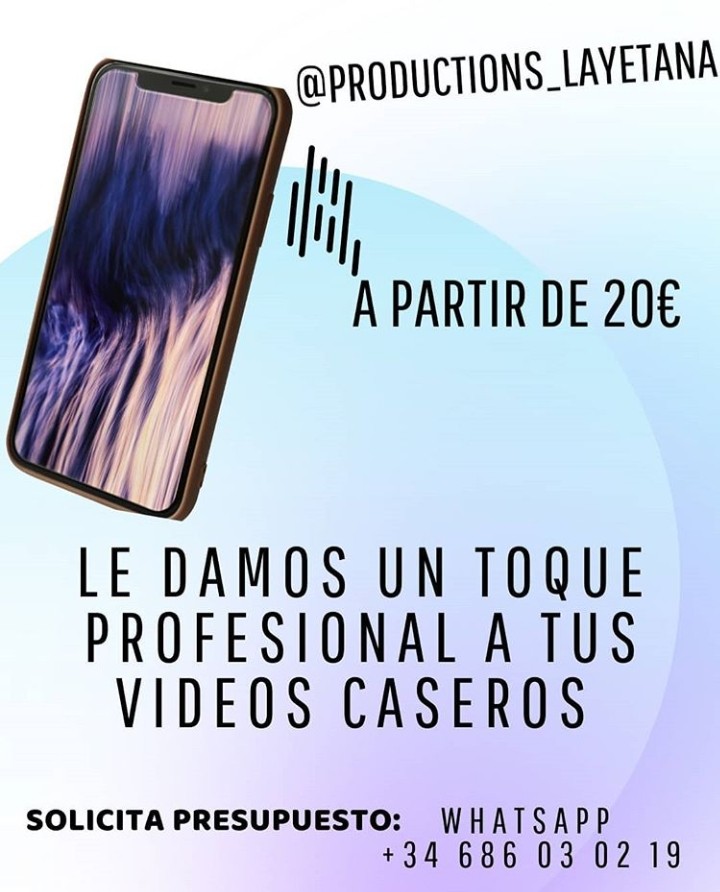 @PRODUCTIONS_LAYETANA
A PARTIR DE 20€
LE DAMOS UN TOQUE
PROFESIONAL A TUS
VIDEOS CASEROS
SOLICITA PRESUPUESTO: WHATSAPP
+34 686 03 02 19